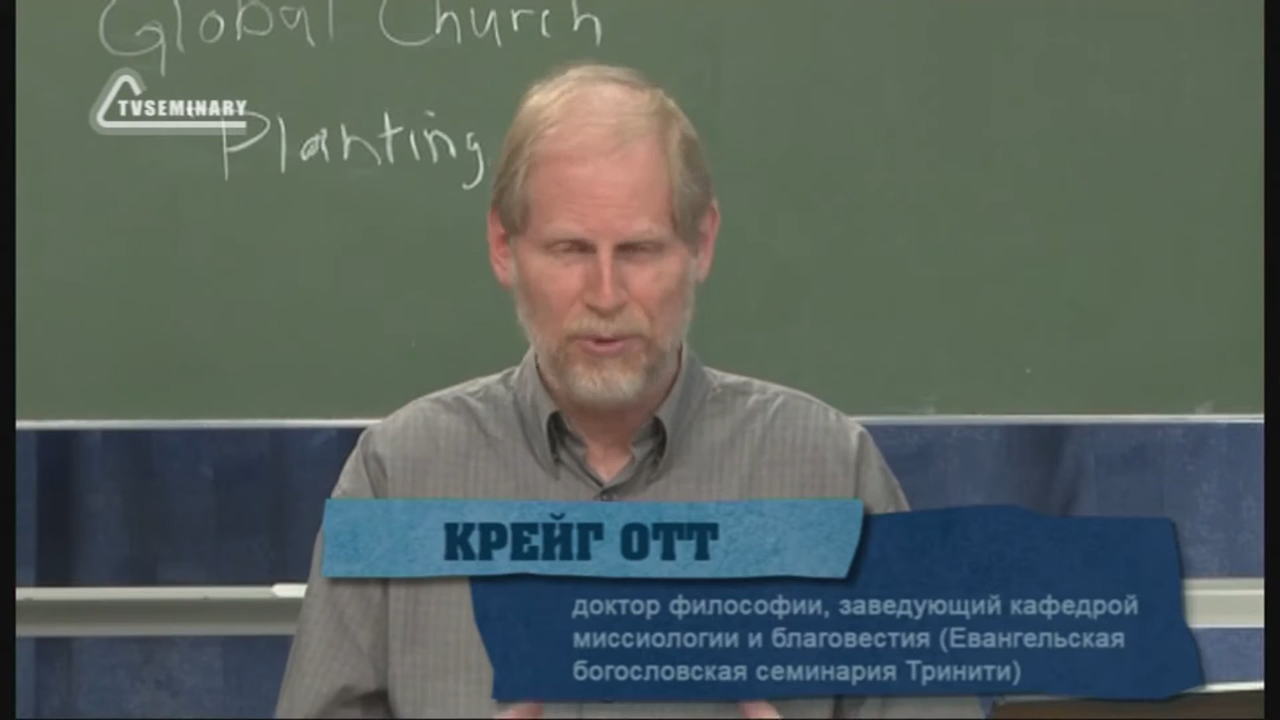 Global Church
TVSEMINARY
Planting
КРЕЙГ ОТТ
доктор философии, заведующий кафедрой
миссиологии и благовестия (Евангельская
богословская семинария Тринити)